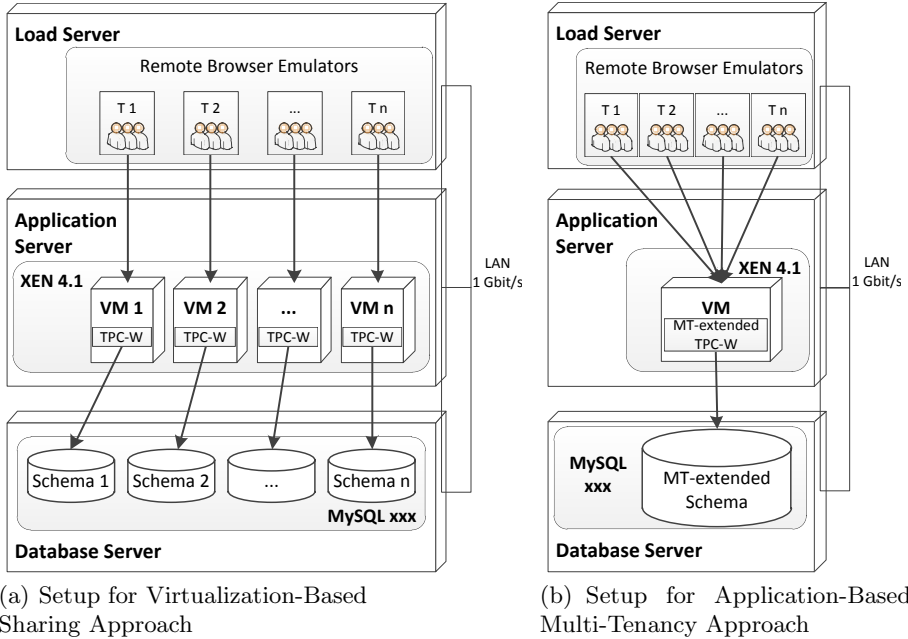 Load Server
Remote Browser Emulators
T 1
T 2
...
T n
Application
Server
XEN 4.1
VM 1
VM 2
...
VM n
TPC-W
TPC-W
TPC-W
TPC-W
LAN
1 Gbit/s
Schema 1
Schema 2
...
Schema n
MySQL xxx
Database Server
(a) Setup for Virtualization-Based
Sharing Approach
Load Server
Remote Browser Emulators
T 1
T 2
...
T n
Application
Server
XEN 4.1
VM
MT-extended
TPC-W
LAN
1 Gbit/s
MySQL
xxx
MT-extended
Schema
Database Server
(b) Setup for Application-Based
Multi-Tenancy Approach